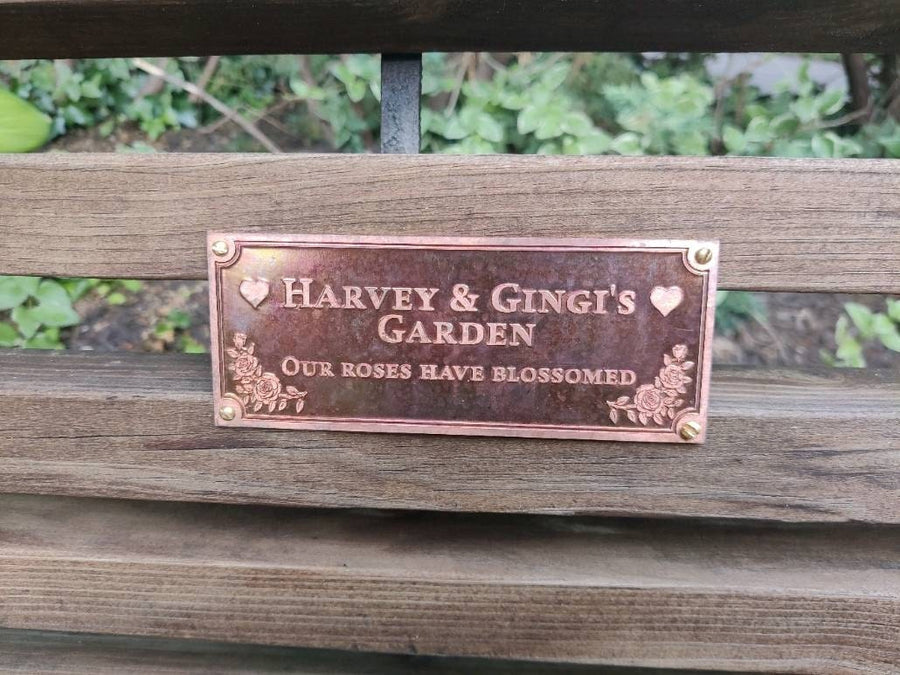 HARVEY & GINGI'S
GARDEN
OUR ROSES HAVE BLOSSOMED